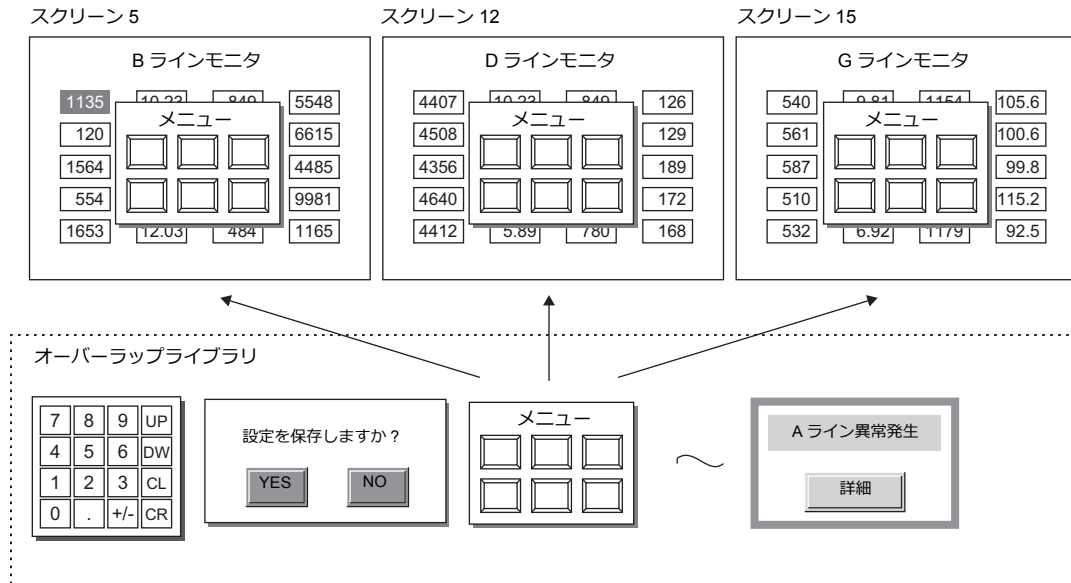 スクリーン 5
スクリーン 12
スクリーン 15
B ラインモニタ
1135 10.23 849 5548
120 6615
1564 4485
554 9981
1653 12.03 484 1165
メニュー
D ラインモニタ
4407 10.23 849 126
4508 129
4356 189
4640 172
4412 5.89 780 168
メニュー
G ラインモニタ
540 9.81 1154 105.6
561 100.6
587 99.8
510 115.2
532 6.92 1179 92.5
メニュー
オーバーラップライブラリ
7 8 9 UP
4 5 6 DW
1 2 3 CL
0 . +/- CR
設定を保存しますか?
YES NO
メニュー
A ライン異常発生
詳細